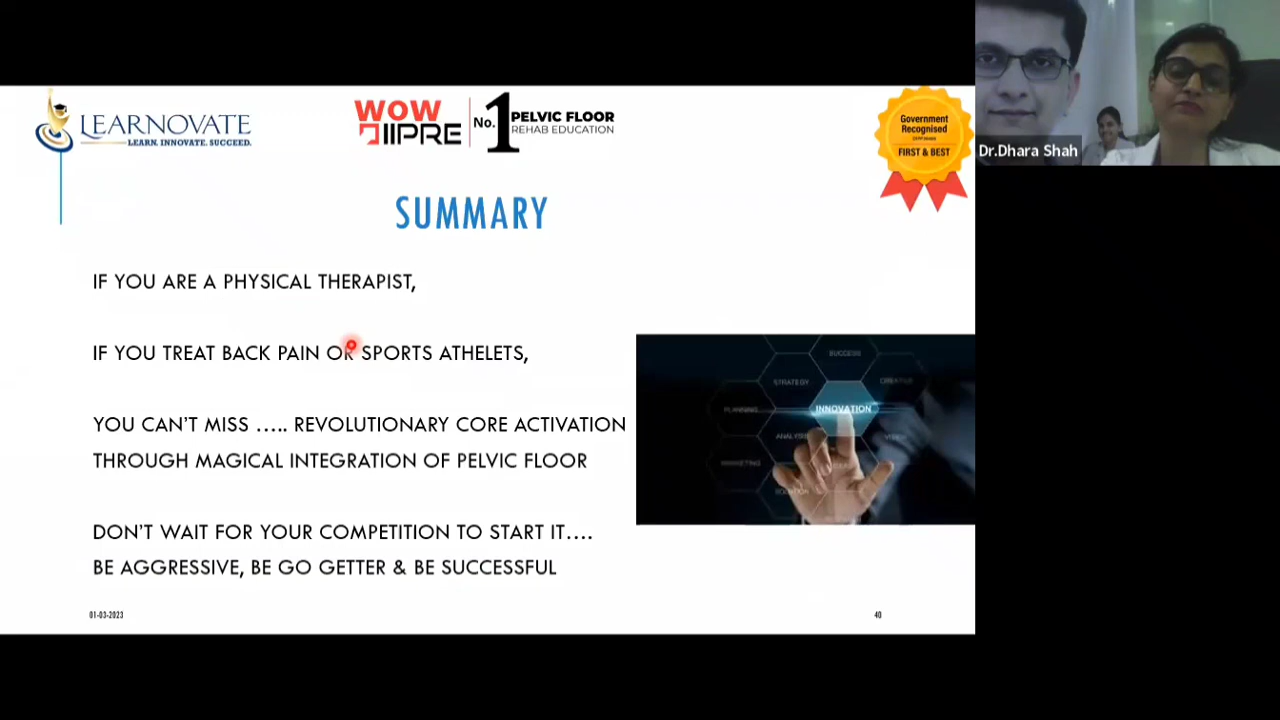 LEARNOVATE
LEARN. INNOVATE. SUCCEED.
WOW
IIPRE
No. 1
PELVIC FLOOR
REHAB EDUCATION
Government
Recognised
FIRST & BEST
Dr.Dhara Shah
SUMMARY
IF YOU ARE A PHYSICAL THERAPIST,
IF YOU TREAT BACK PAIN OR SPORTS ATHELETS,
YOU CAN'T MISS ..... REVOLUTIONARY CORE ACTIVATION
THROUGH MAGICAL INTEGRATION OF PELVIC FLOOR
DON'T WAIT FOR YOUR COMPETITION TO START IT....
BE AGGRESSIVE, BE GO GETTER & BE SUCCESSFUL
SUCCESS
STRATEGY
CREATIVE
PLANNING
INNOVATION
ANALYSIS
VISION
MARKETING
SOLUTION
01-03-2023
40